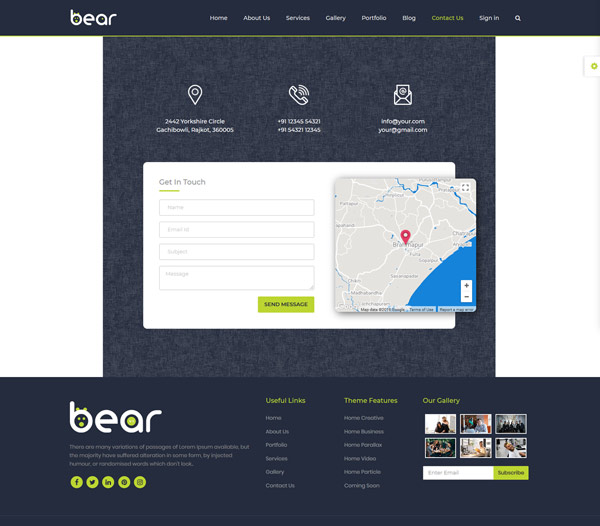 bear
Home About Us Services Gallery Portfolio Blog Contact Us Sign in
2442 Yorkshire Circle
Gachibowli, Rajkot, 360005
+91 12345 54321
+91 54321 12345
info@your.com
your@gmail.com
Get In Touch
Name
Email Id
Subject
Message
SEND MESSAGE
Brahmapur
+
−
Map data ©2019 Google Terms of Use Report a map error
bear
There are many variations of passages of Lorem Ipsum available, but
the majority have suffered alteration in some form, by injected
humour, or randomised words which don't look.
Useful Links
Home
About Us
Portfolio
Services
Gallery
Contact Us
Theme Features
Home Creative
Home Business
Home Parallax
Home Video
Home Particle
Coming Soon
Our Gallery
Enter Email
Subscribe